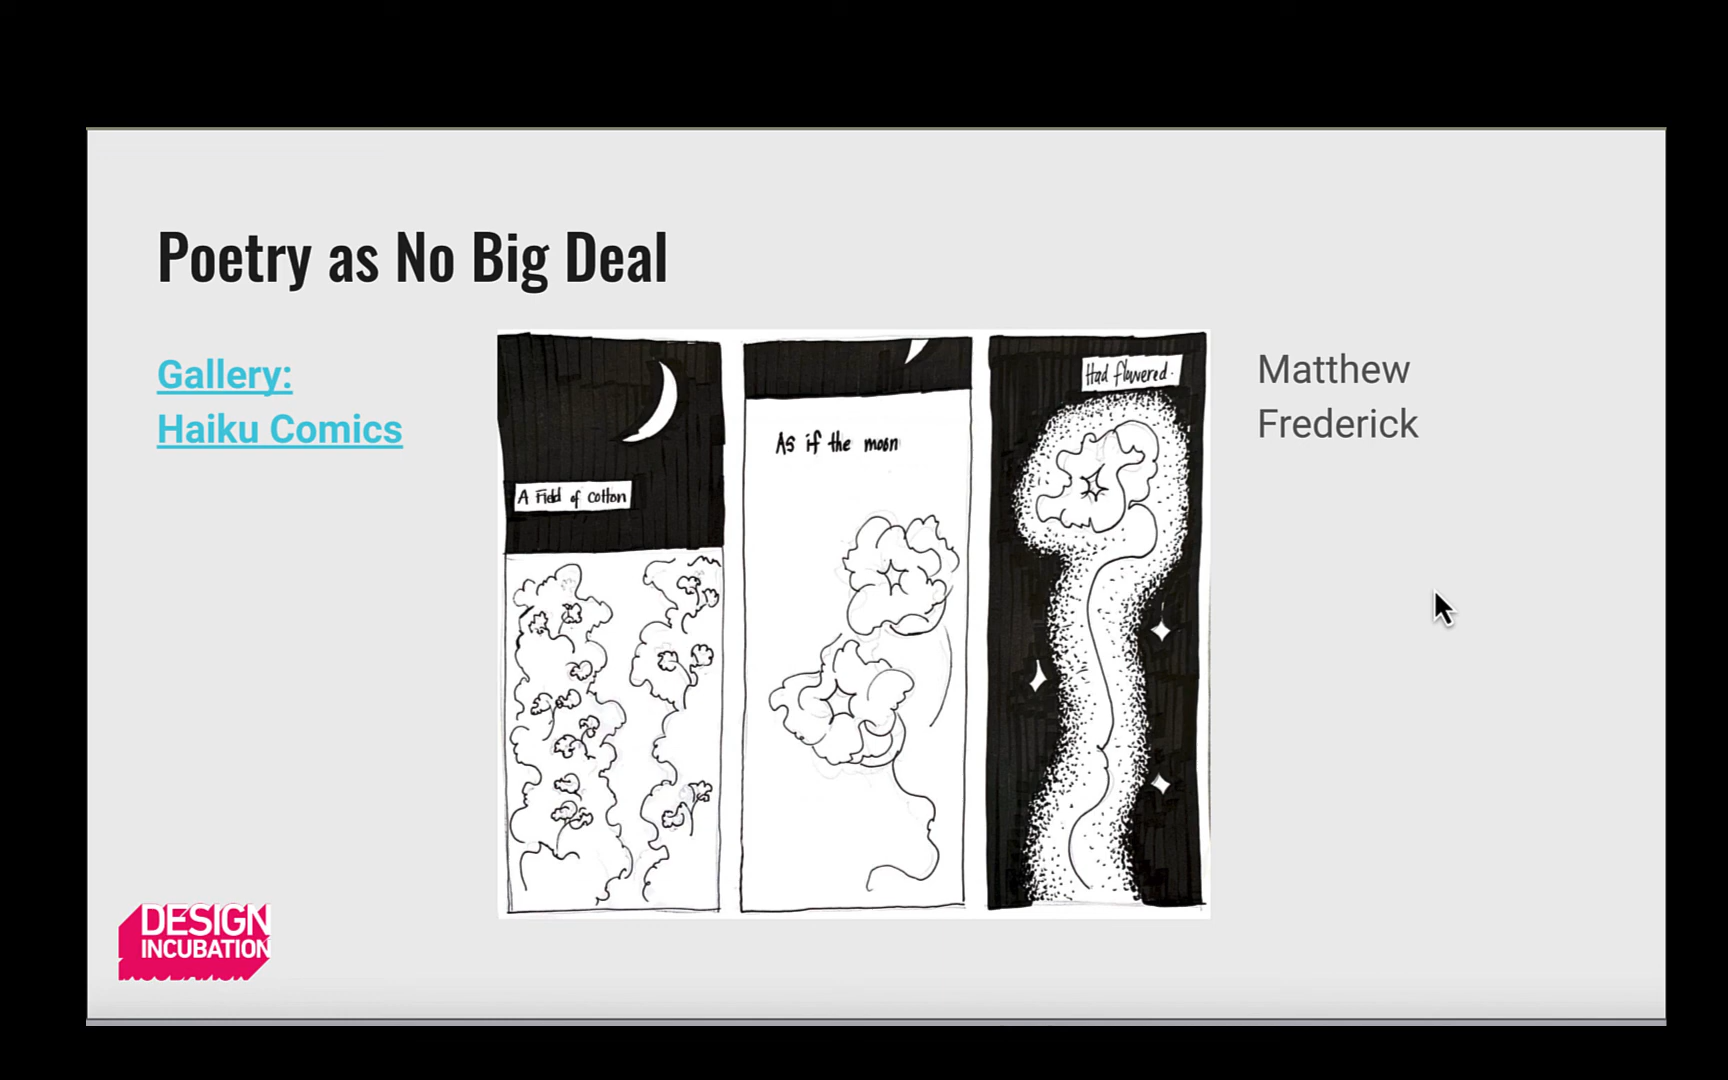 Poetry as No Big Deal
Gallery:
Haiku Comics
A Field of cotton
As if the moon
Had flowered.
Matthew
Frederick
DESIGN
INCUBATION